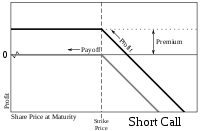 Profit
Premium
Payoff
0
Profit
Share Price at Maturity
Strike
Price
Short Call